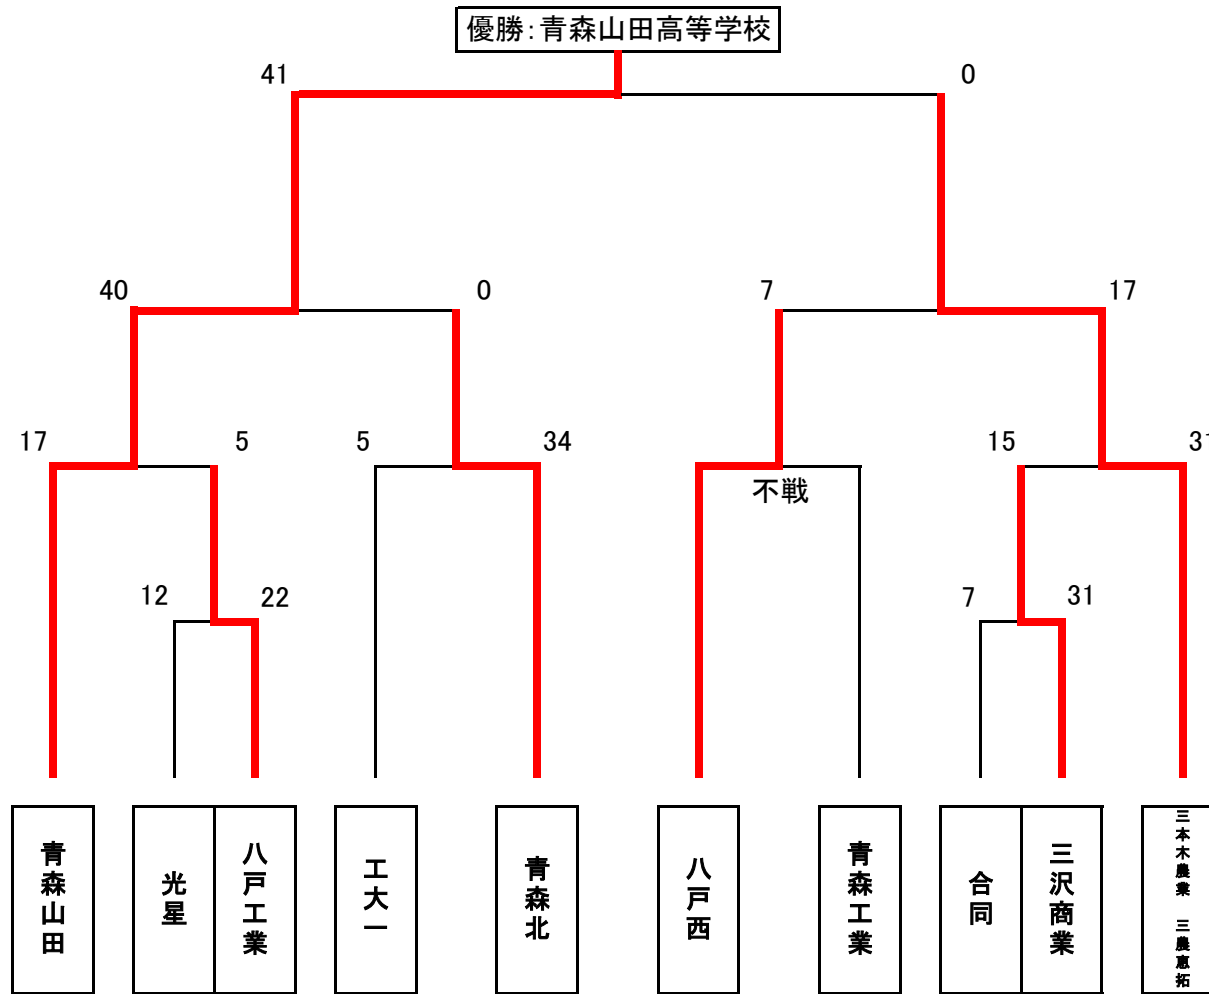 優勝：青森山田高等学校
41
0
40
0
7
17
17
5
5
34
15
31
不戦
12
22
7
31
青森山田
光星
八戸工業
工大一
青森北
八戸西
青森工業
合同
三沢商業
三本木農業　三農恵拓